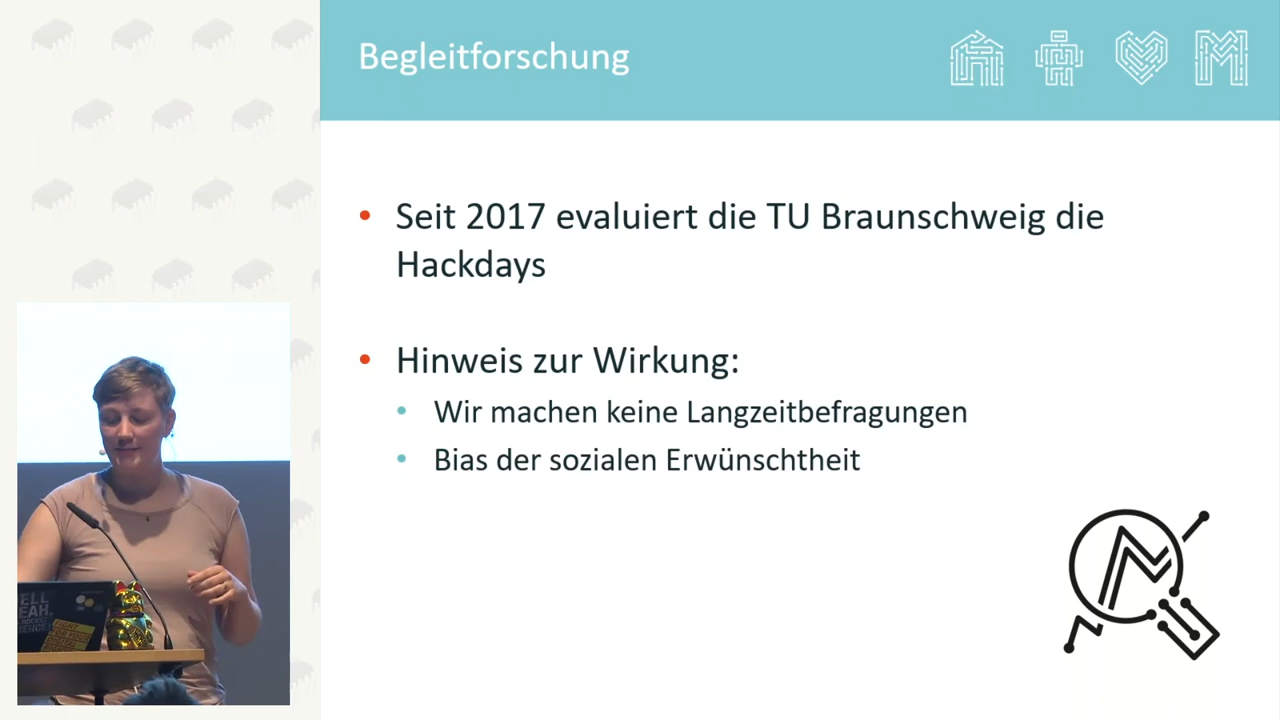 Begleitforschung
Seit 2017 evaluiert die TU Braunschweig die
Hackdays
Hinweis zur Wirkung:
Wir machen keine Langzeitbefragungen
Bias der sozialen Erwünschtheit
YEAH,